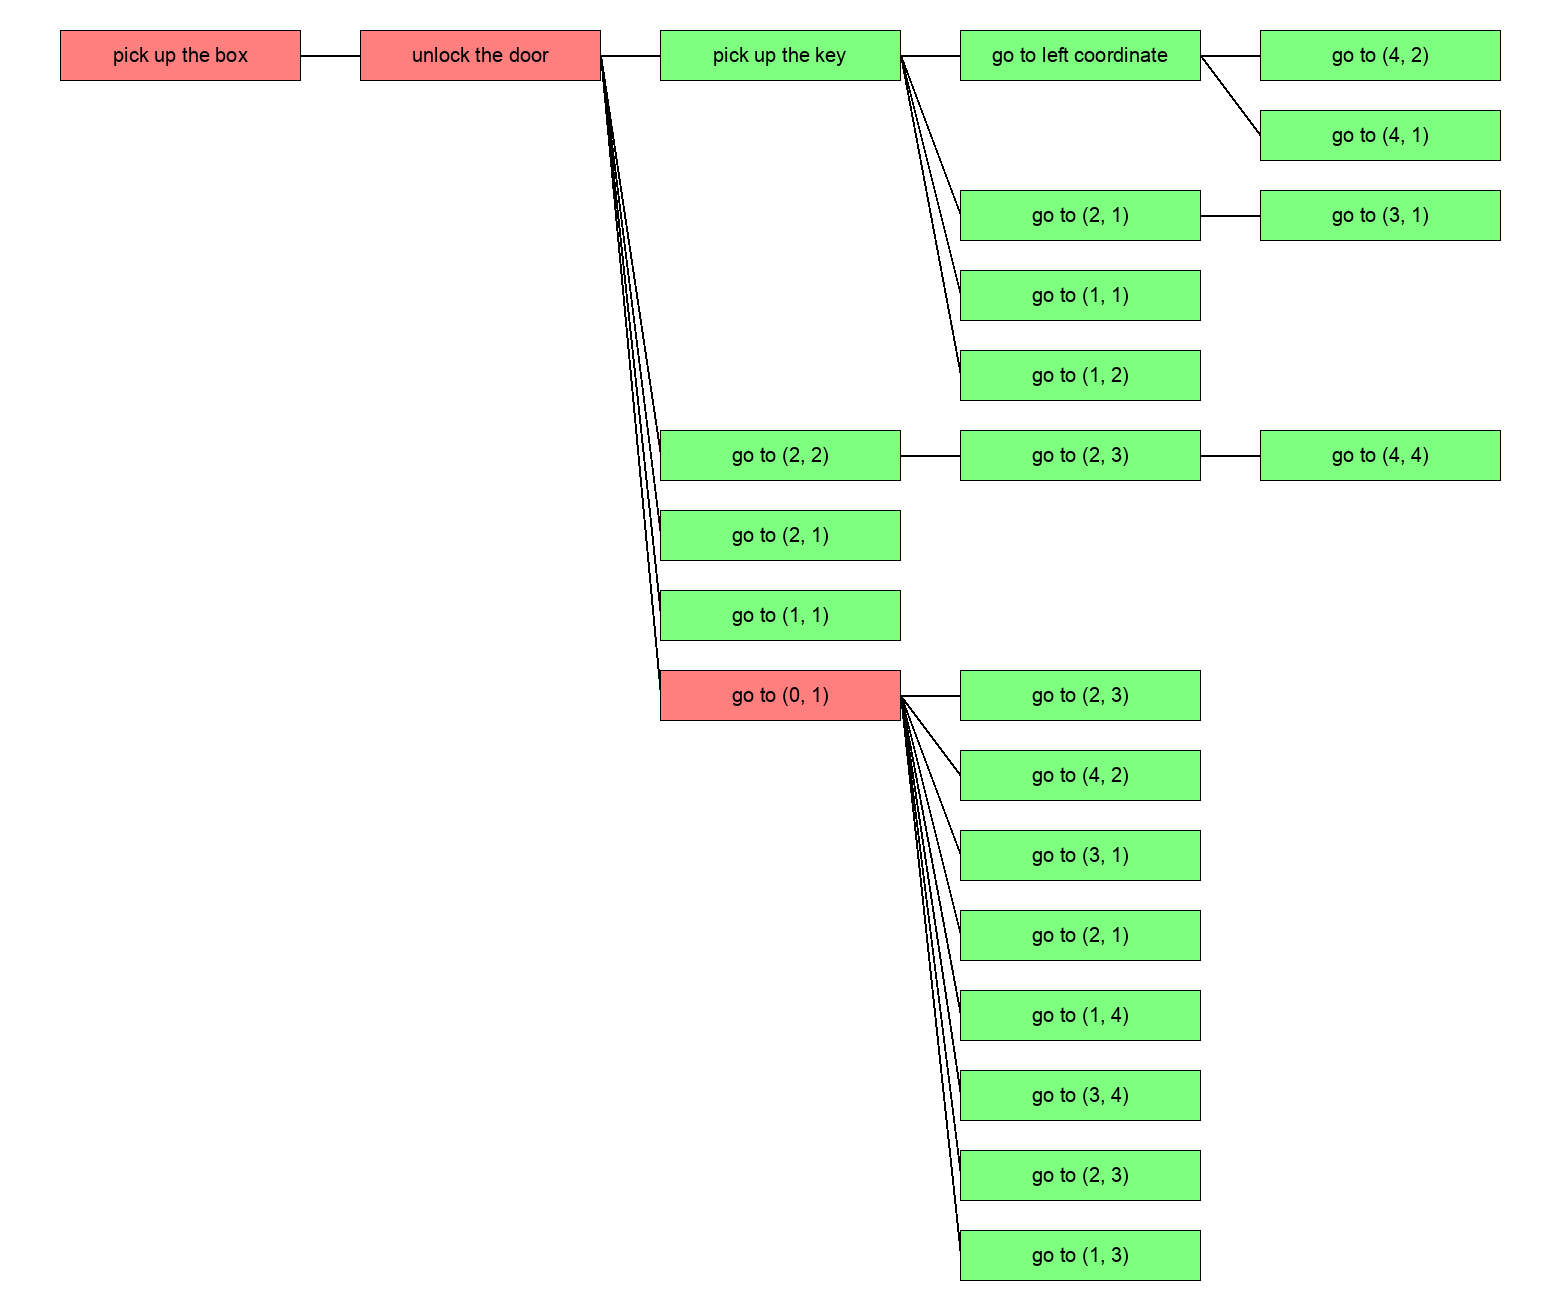 pick up the box
unlock the door
pick up the key
go to left coordinate
go to (4, 2)
go to (4, 1)
go to (2, 1)
go to (3, 1)
go to (1, 1)
go to (1, 2)
go to (2, 2)
go to (2, 3)
go to (4, 4)
go to (2, 1)
go to (1, 1)
go to (0, 1)
go to (2, 3)
go to (4, 2)
go to (3, 1)
go to (2, 1)
go to (1, 4)
go to (3, 4)
go to (2, 3)
go to (1, 3)